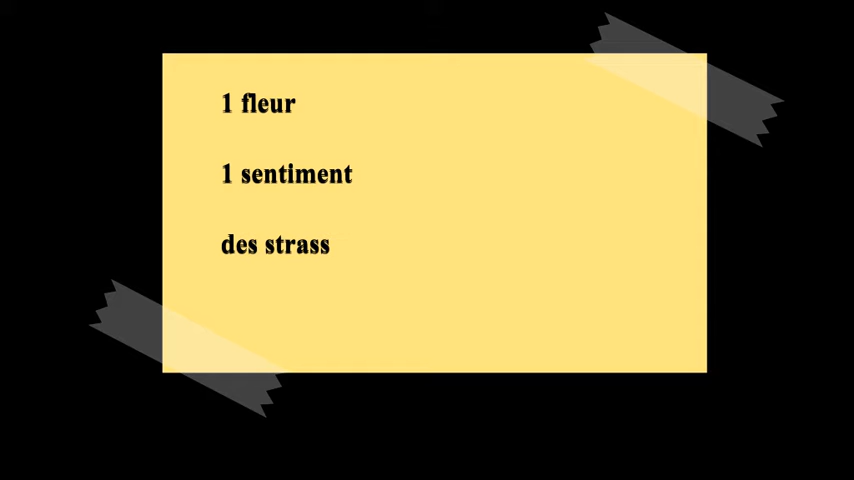 1 fleur
1 sentiment
des strass